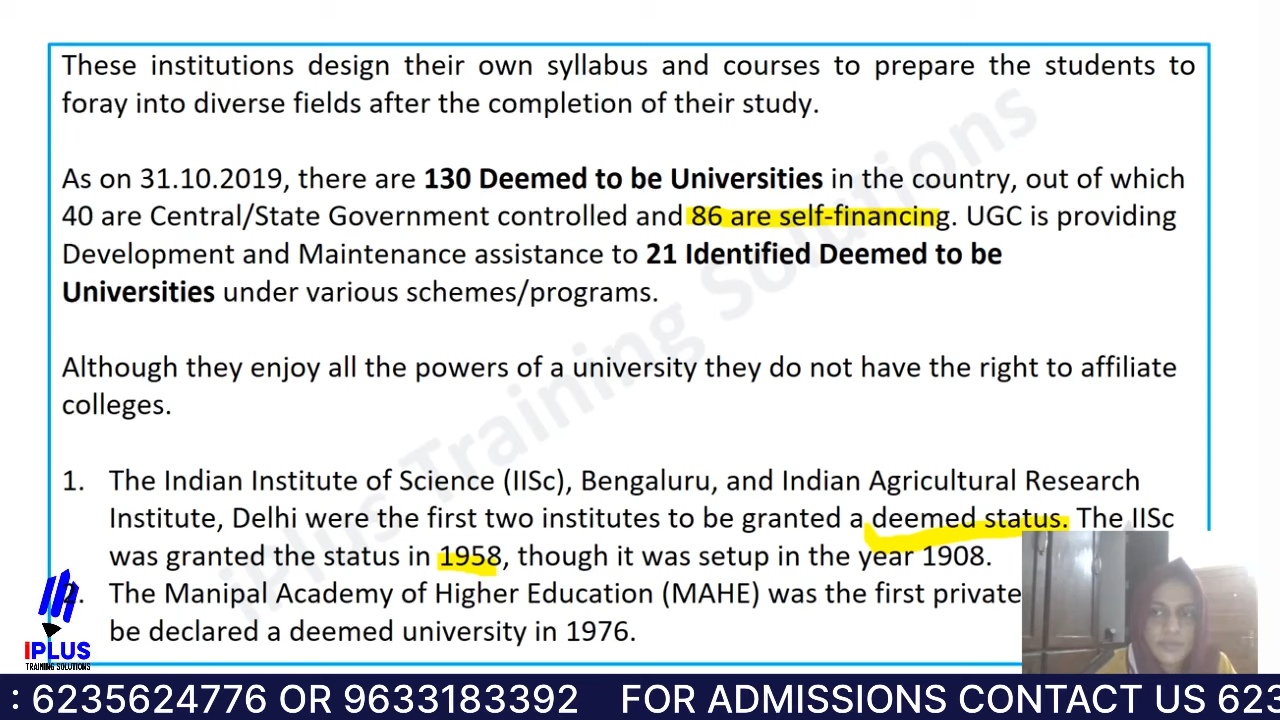 These institutions design their own syllabus and courses to prepare the students to
foray into diverse fields after the completion of their study.
As on 31.10.2019, there are 130 Deemed to be Universities in the country, out of which
40 are Central/State Government controlled and 86 are self-financing. UGC is providing
Development and Maintenance assistance to 21 Identified Deemed to be
Universities under various schemes/programs.
Although they enjoy all the powers of a university they do not have the right to affiliate
colleges.
1. The Indian Institute of Science (IISc), Bengaluru, and Indian Agricultural Research
Institute, Delhi were the first two institutes to be granted a deemed status. The IISc
was granted the status in 1958, though it was setup in the year 1908.
2. The Manipal Academy of Higher Education (MAHE) was the first private
be declared a deemed university in 1976.
iPlus Training Solutions
IPLUS
TRAINING SOLUTIONS
: 6235624776 OR 9633183392 FOR ADMISSIONS CONTACT US 623